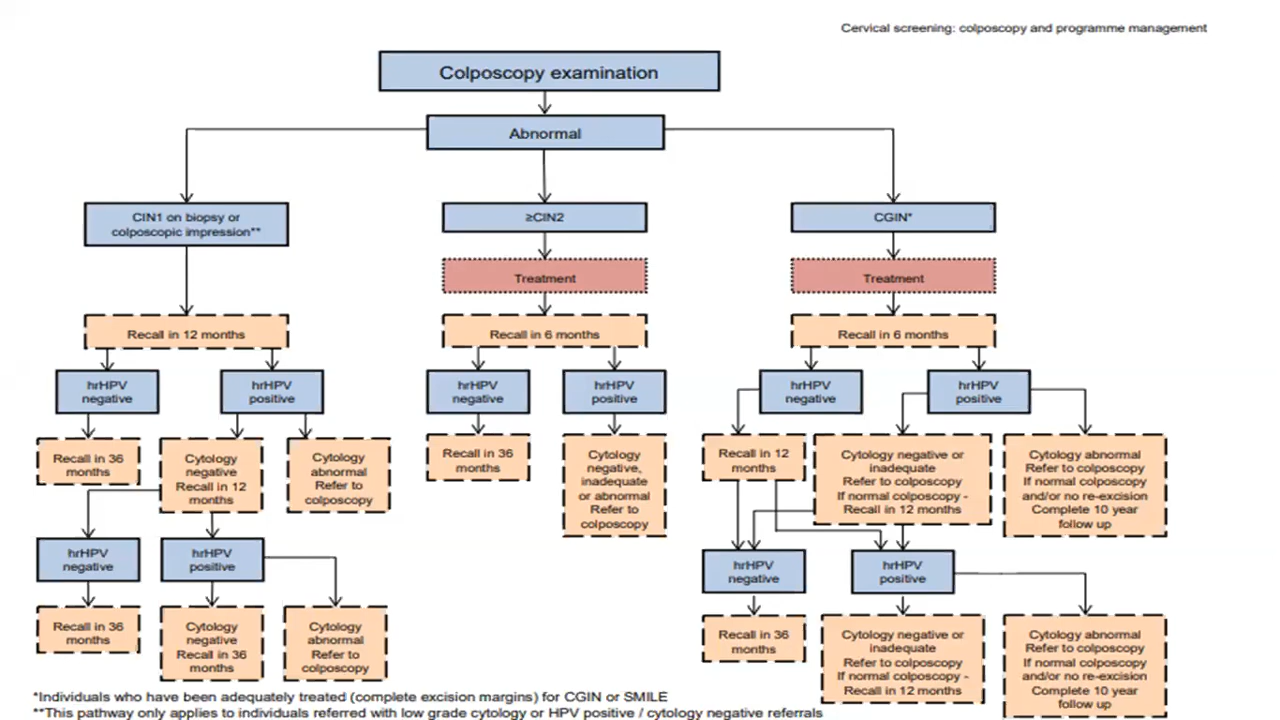 Cervical screening: colposcopy and programme management
Colposcopy examination
Abnormal
CIN1 on biopsy or
colposcopic impression**
≥CIN2
CGIN*
Treatment
Treatment
Recall in 12 months
Recall in 6 months
Recall in 6 months
hrHPV
negative
hrHPV
positive
hrHPV
negative
hrHPV
positive
hrHPV
negative
hrHPV
positive
Recall in 36
months
Cytology
negative
Recall in 12
months
Cytology
abnormal
Refer to
colposcopy
Recall in 36
months
Cytology
negative,
inadequate
or abnormal
Refer to
colposcopy
Recall in 12
months
Cytology negative or
inadequate
Refer to colposcopy
If normal colposcopy -
Recall in 12 months
Cytology abnormal
Refer to colposcopy
If normal colposcopy
and/or no re-excision
Complete 10 year
follow up
hrHPV
negative
hrHPV
positive
hrHPV
negative
hrHPV
positive
Recall in 36
months
Cytology
negative
Recall in 36
months
Cytology
abnormal
Refer to
colposcopy
Recall in 36
months
Cytology negative or
inadequate
Refer to colposcopy
If normal colposcopy -
Recall in 12 months
Cytology abnormal
Refer to colposcopy
If normal colposcopy
and/or no re-excision
Complete 10 year
follow up
*Individuals who have been adequately treated (complete excision margins) for CGIN or SMILE
**This pathway only applies to individuals referred with low grade cytology or HPV positive / cytology negative referrals